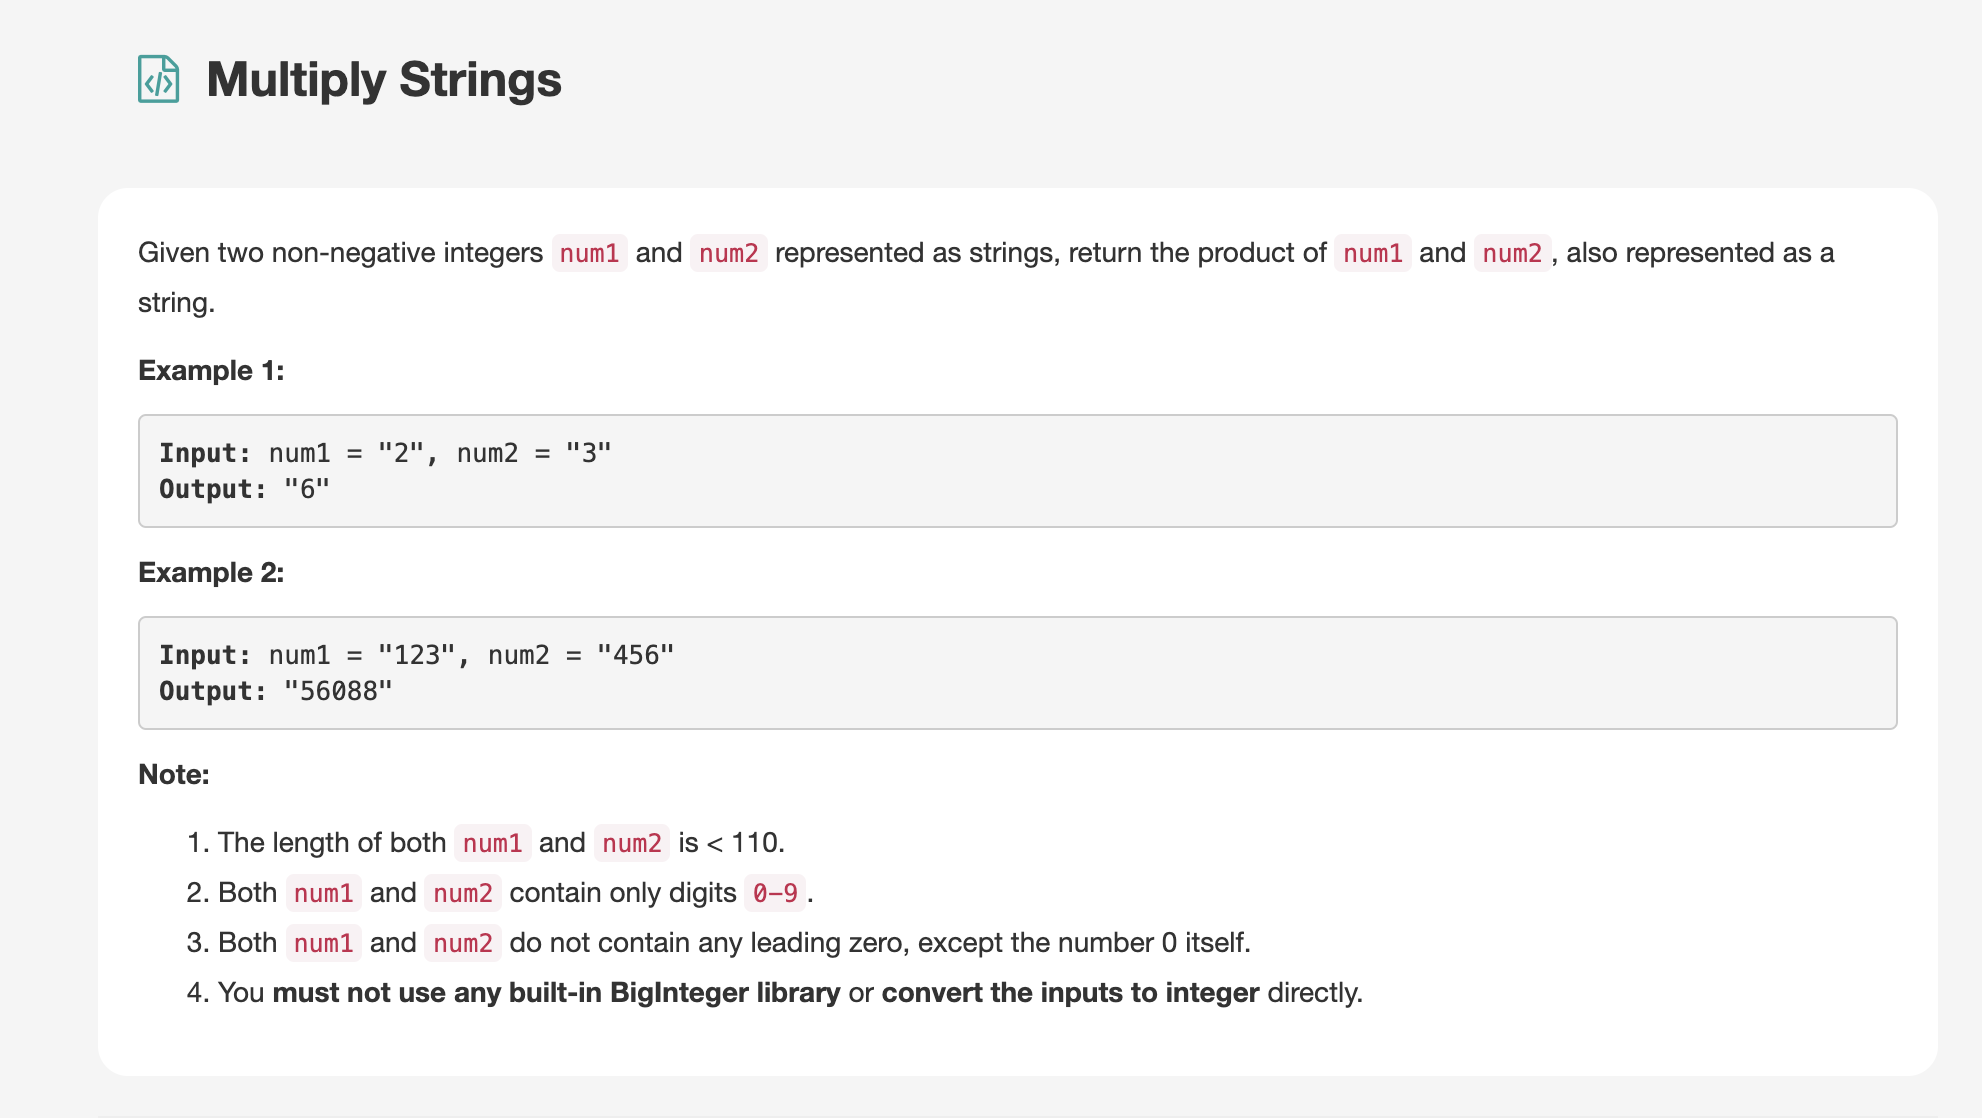 Multiply Strings
Given two non-negative integers num1 and num2 represented as strings, return the product of num1 and num2, also represented as a
string.
Example 1:
Input: num1 = "2", num2 = "3"
Output: "6"
Example 2:
Input: num1 = "123", num2 = "456"
Output: "56088"
Note:
1. The length of both num1 and num2 is < 110.
2. Both num1 and num2 contain only digits 0-9.
3. Both num1 and num2 do not contain any leading zero, except the number 0 itself.
4. You must not use any built-in BigInteger library or convert the inputs to integer directly.